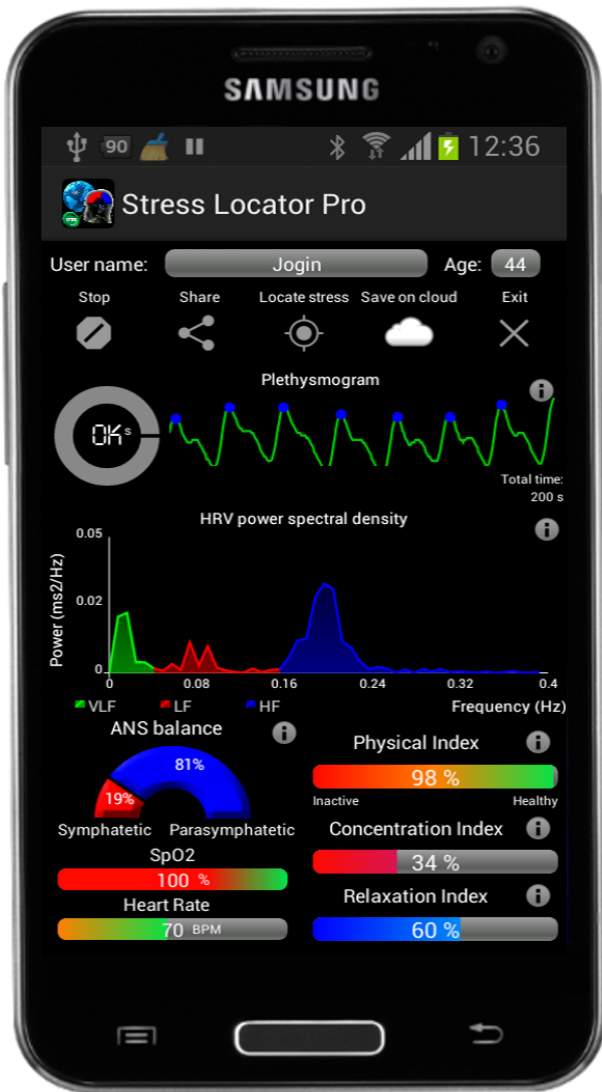 SAMSUNG
90 12:36
Stress Locator Pro
User name: Jogin Age: 44
Stop Share Locate stress Save on cloud Exit
Plethysmogram
OK s
Total time:
200 s
HRV power spectral density
Power (ms2/Hz)
0.05
0.02
0
0 0.08 0.16 0.24 0.32 0.4
VLF LF HF Frequency (Hz)
ANS balance
81%
19%
Symphatetic Parasymphatetic
SpO2
100 %
Heart Rate
70 BPM
Physical Index
98 %
Inactive Healthy
Concentration Index
34 %
Relaxation Index
60 %